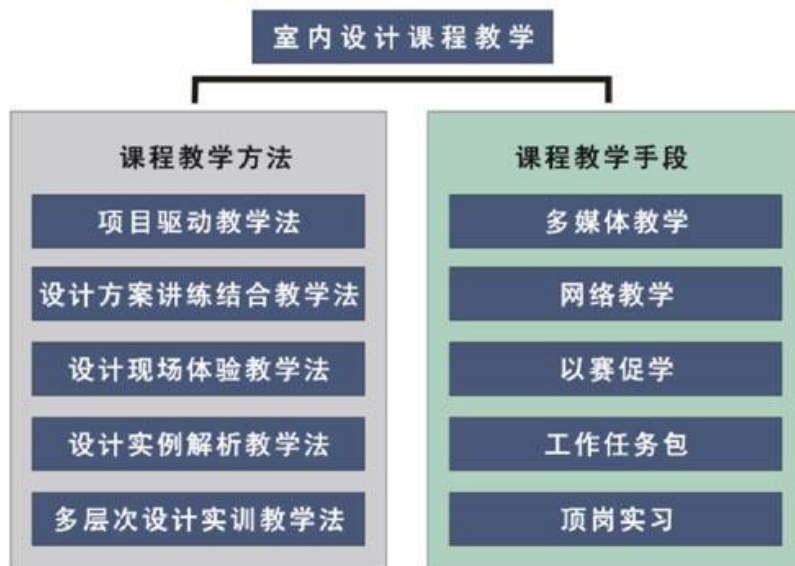 室内设计课程教学
课程教学方法
项目驱动教学法
设计方案讲练结合教学法
设计现场体验教学法
设计实例解析教学法
多层次设计实训教学法
课程教学手段
多媒体教学
网络教学
以赛促学
工作任务包
顶岗实习